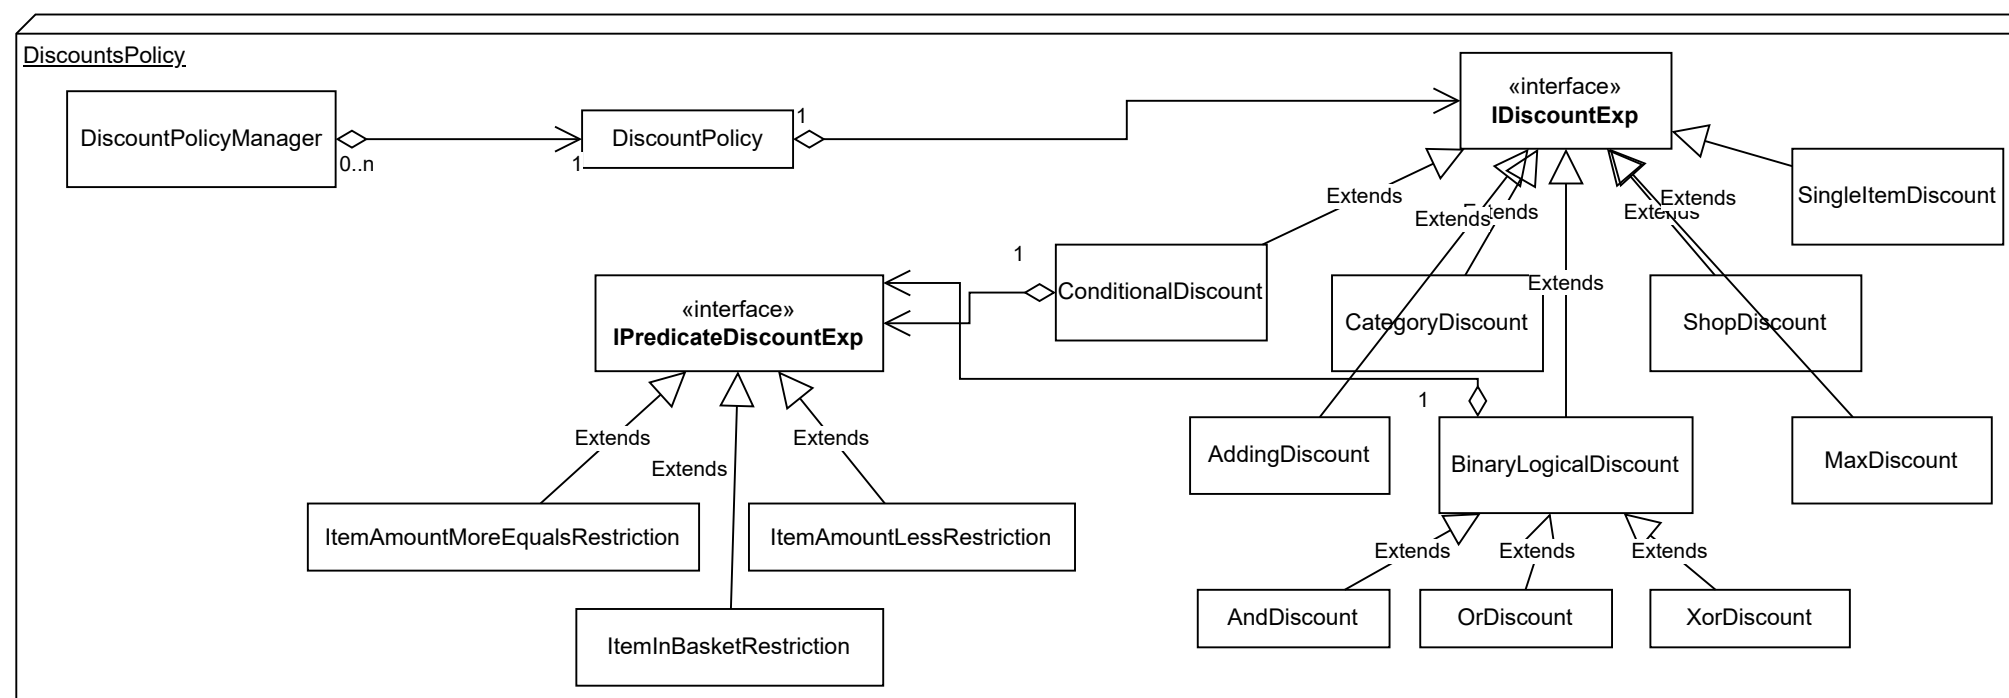 DiscountsPolicy
DiscountPolicyManager
0..n
1
DiscountPolicy
1
«interface»
IDiscountExp
SingleItemDiscount
Extends
Extends
Extends
Extends
Extends
Extends
1
ConditionalDiscount
CategoryDiscount
ShopDiscount
«interface»
IPredicateDiscountExp
1
AddingDiscount
BinaryLogicalDiscount
MaxDiscount
Extends
Extends
Extends
ItemAmountMoreEqualsRestriction
ItemAmountLessRestriction
ItemInBasketRestriction
Extends
Extends
Extends
AndDiscount
OrDiscount
XorDiscount